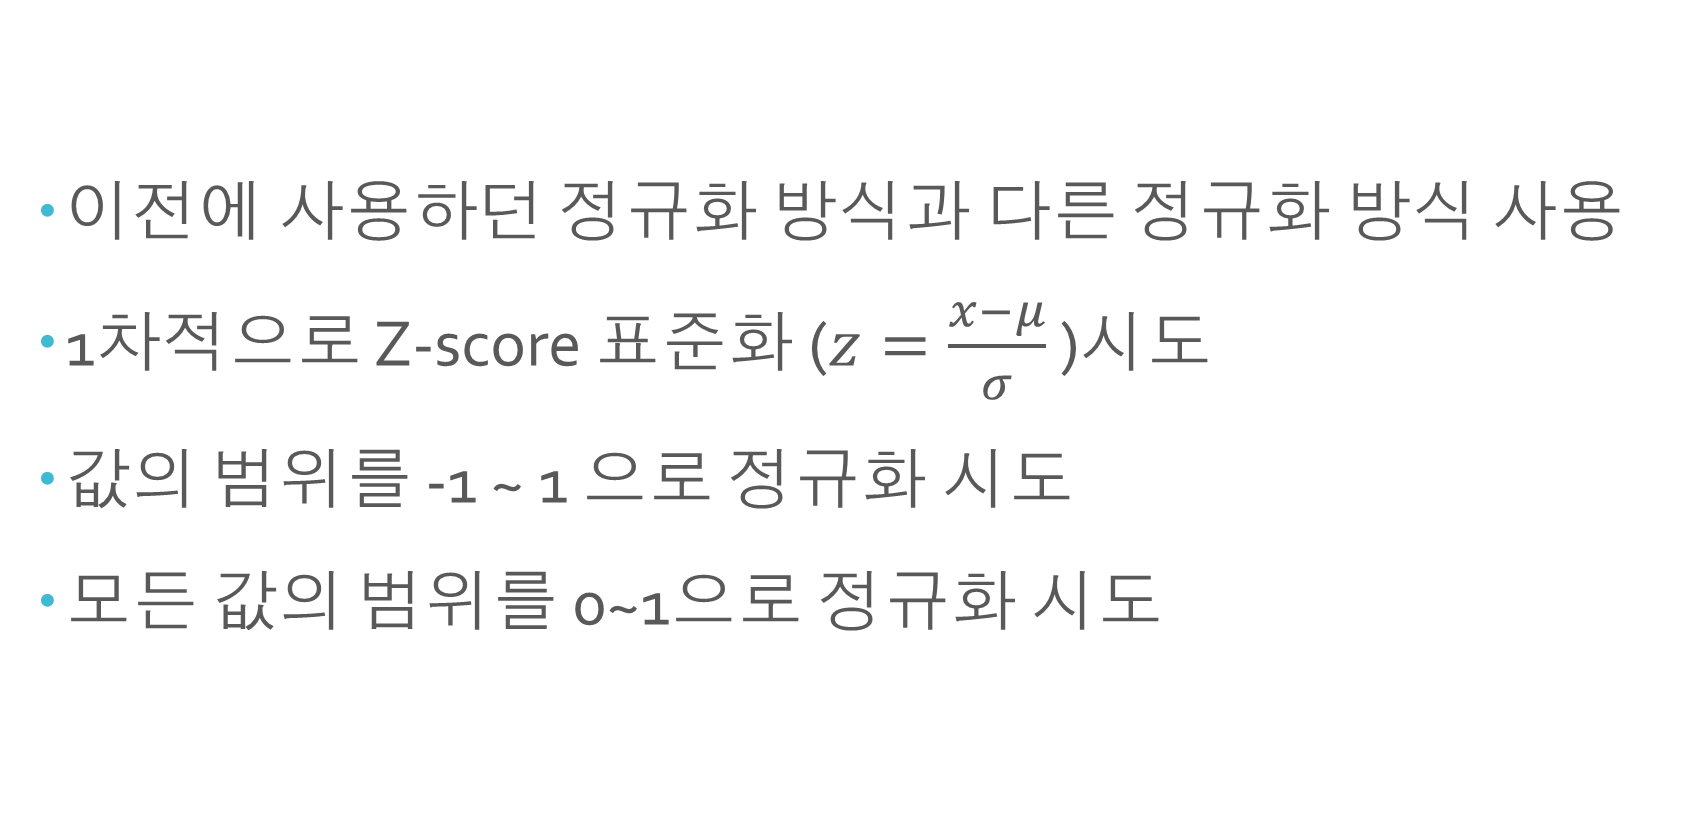 • 이전에 사용하던 정규화 방식과 다른 정규화 방식 사용
• 1차적으로 Z-score 표준화 (z = \frac{x-μ}{σ})시도
• 값의 범위를 -1 ~ 1 으로 정규화 시도
• 모든 값의 범위를 0~1으로 정규화 시도